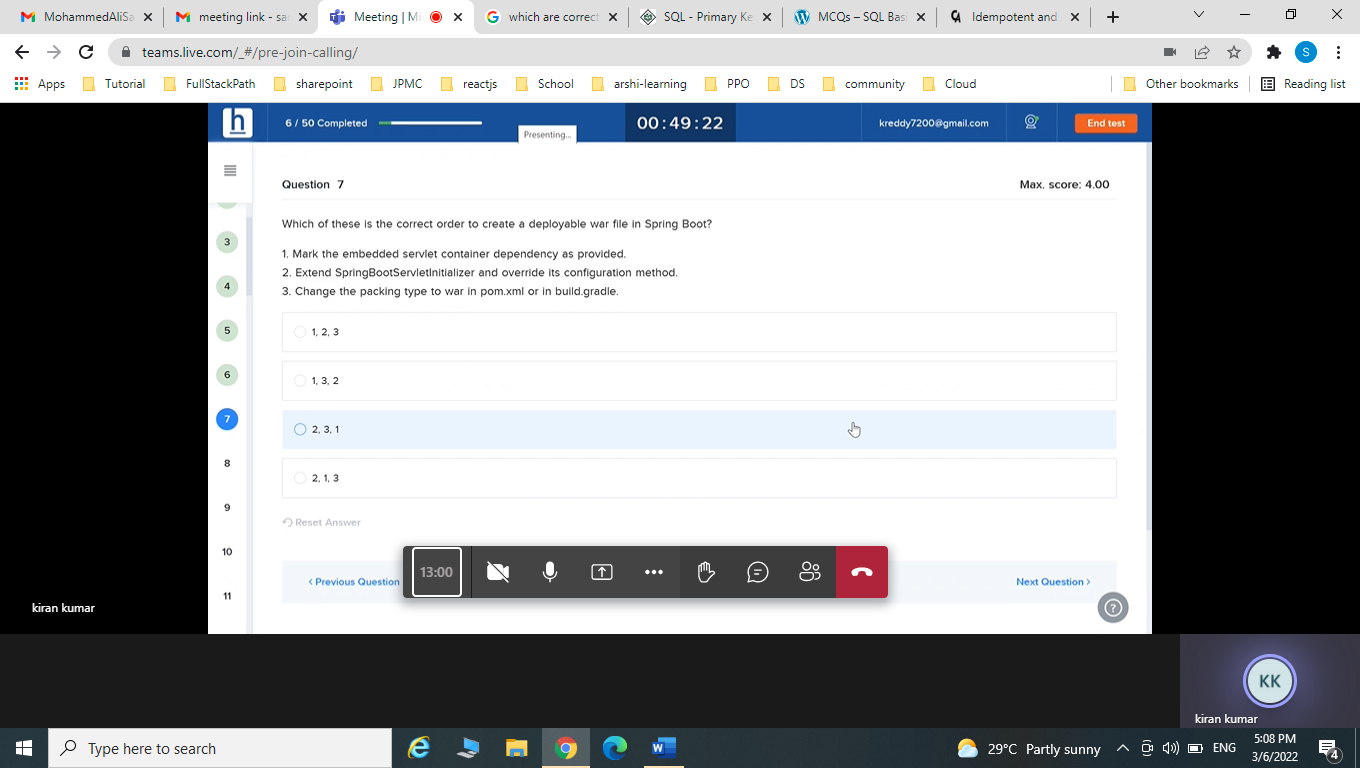 MohammedAliSa
meeting link - sa
Meeting | Mi
which are correct
SQL - Primary Ke
MCQs – SQL Bas
Idempotent and
teams.live.com/_#/pre-join-calling/
S
Apps
Tutorial
FullStackPath
sharepoint
JPMC
reactjs
School
arshi-learning
PPO
DS
community
Cloud
Other bookmarks
Reading list
h
6 / 50 Completed
Presenting...
00:49:22
kreddy7200@gmail.com
End test
Question 7
Max. score: 4.00
Which of these is the correct order to create a deployable war file in Spring Boot?
1. Mark the embedded servlet container dependency as provided.
2. Extend SpringBootServletInitializer and override its configuration method.
3. Change the packing type to war in pom.xml or in build.gradle.
1, 2, 3
1, 3, 2
2, 3, 1
2, 1, 3
Reset Answer
3
4
5
6
7
8
9
10
11
Previous Question
13:00
Next Question
?
kiran kumar
KK
kiran kumar
Type here to search
29°C Partly sunny
ENG
5:08 PM
3/6/2022
4